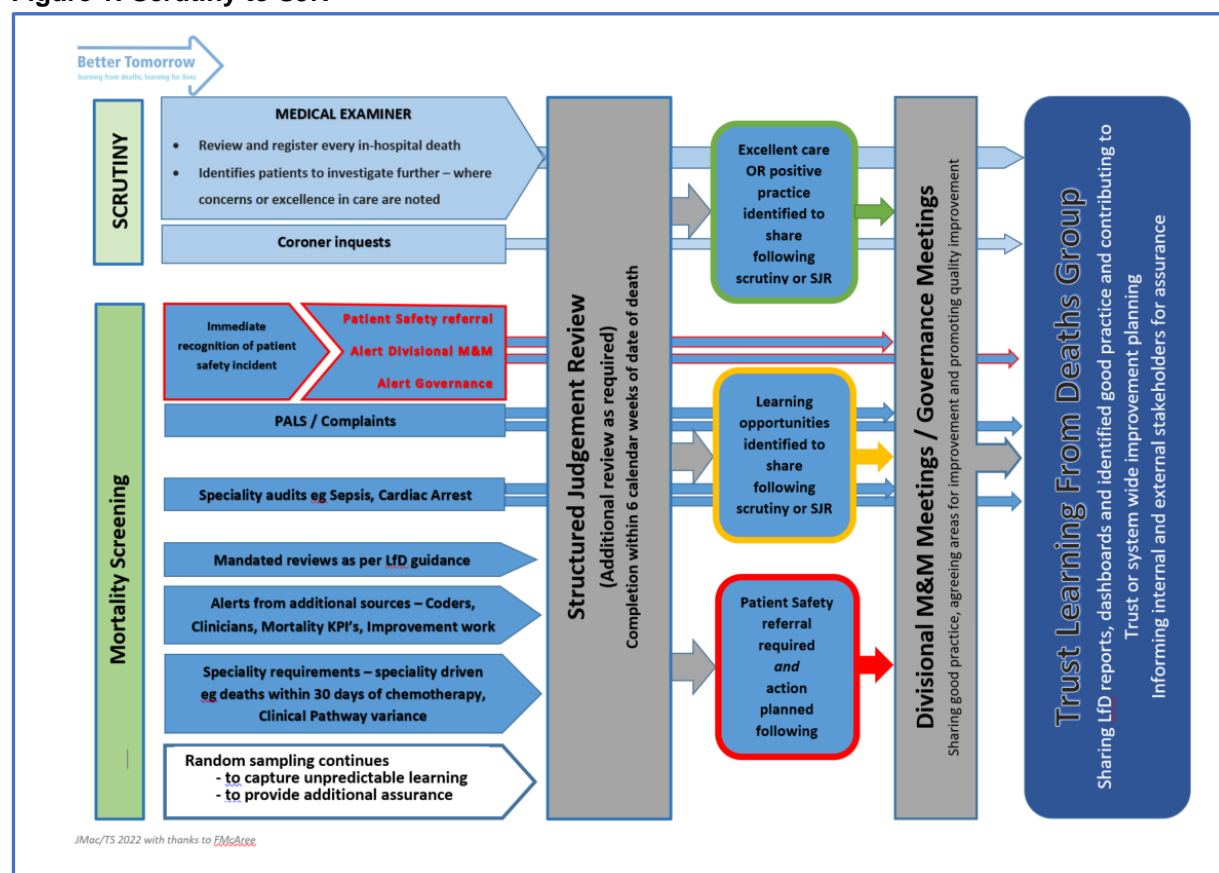 Better Tomorrow
learning from deaths, learning for lives
SCRUTINY
MEDICAL EXAMINER
• Review and register every in-hospital death
• Identifies patients to investigate further – where
concerns or excellence in care are noted
Coroner inquests
Mortality Screening
Immediate
recognition of patient
safety incident
Patient Safety referral
Alert Divisional M&M
Alert Governance
PALS / Complaints
Speciality audits eg Sepsis, Cardiac Arrest
Mandated reviews as per LfD guidance
Alerts from additional sources – Coders,
Clinicians, Mortality KPI's, Improvement work
Speciality requirements – speciality driven
eg deaths within 30 days of chemotherapy,
Clinical Pathway variance
Random sampling continues
- to capture unpredictable learning
- to provide additional assurance
Structured Judgement Review
(Additional review as required)
Completion within 6 calendar weeks of date of death
Excellent care
OR positive
practice
identified to
share
following
scrutiny or SJR
Learning
opportunities
identified to
share
following
scrutiny or SJR
Patient Safety
referral
required
and
action
planned
following
Divisional M&M Meetings / Governance Meetings
Sharing good practice, agreeing areas for improvement and promoting quality improvement
Trust Learning From Deaths Group
Sharing LfD reports, dashboards and identified good practice and contributing to
Trust or system wide improvement planning
Informing internal and external stakeholders for assurance
JMac/TS 2022 with thanks to FMcAree